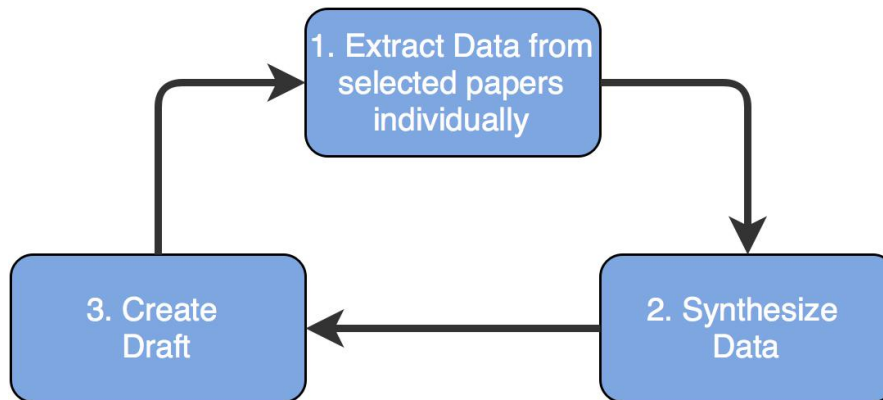 1. Extract Data from
selected papers
individually
2. Synthesize
Data
3. Create
Draft